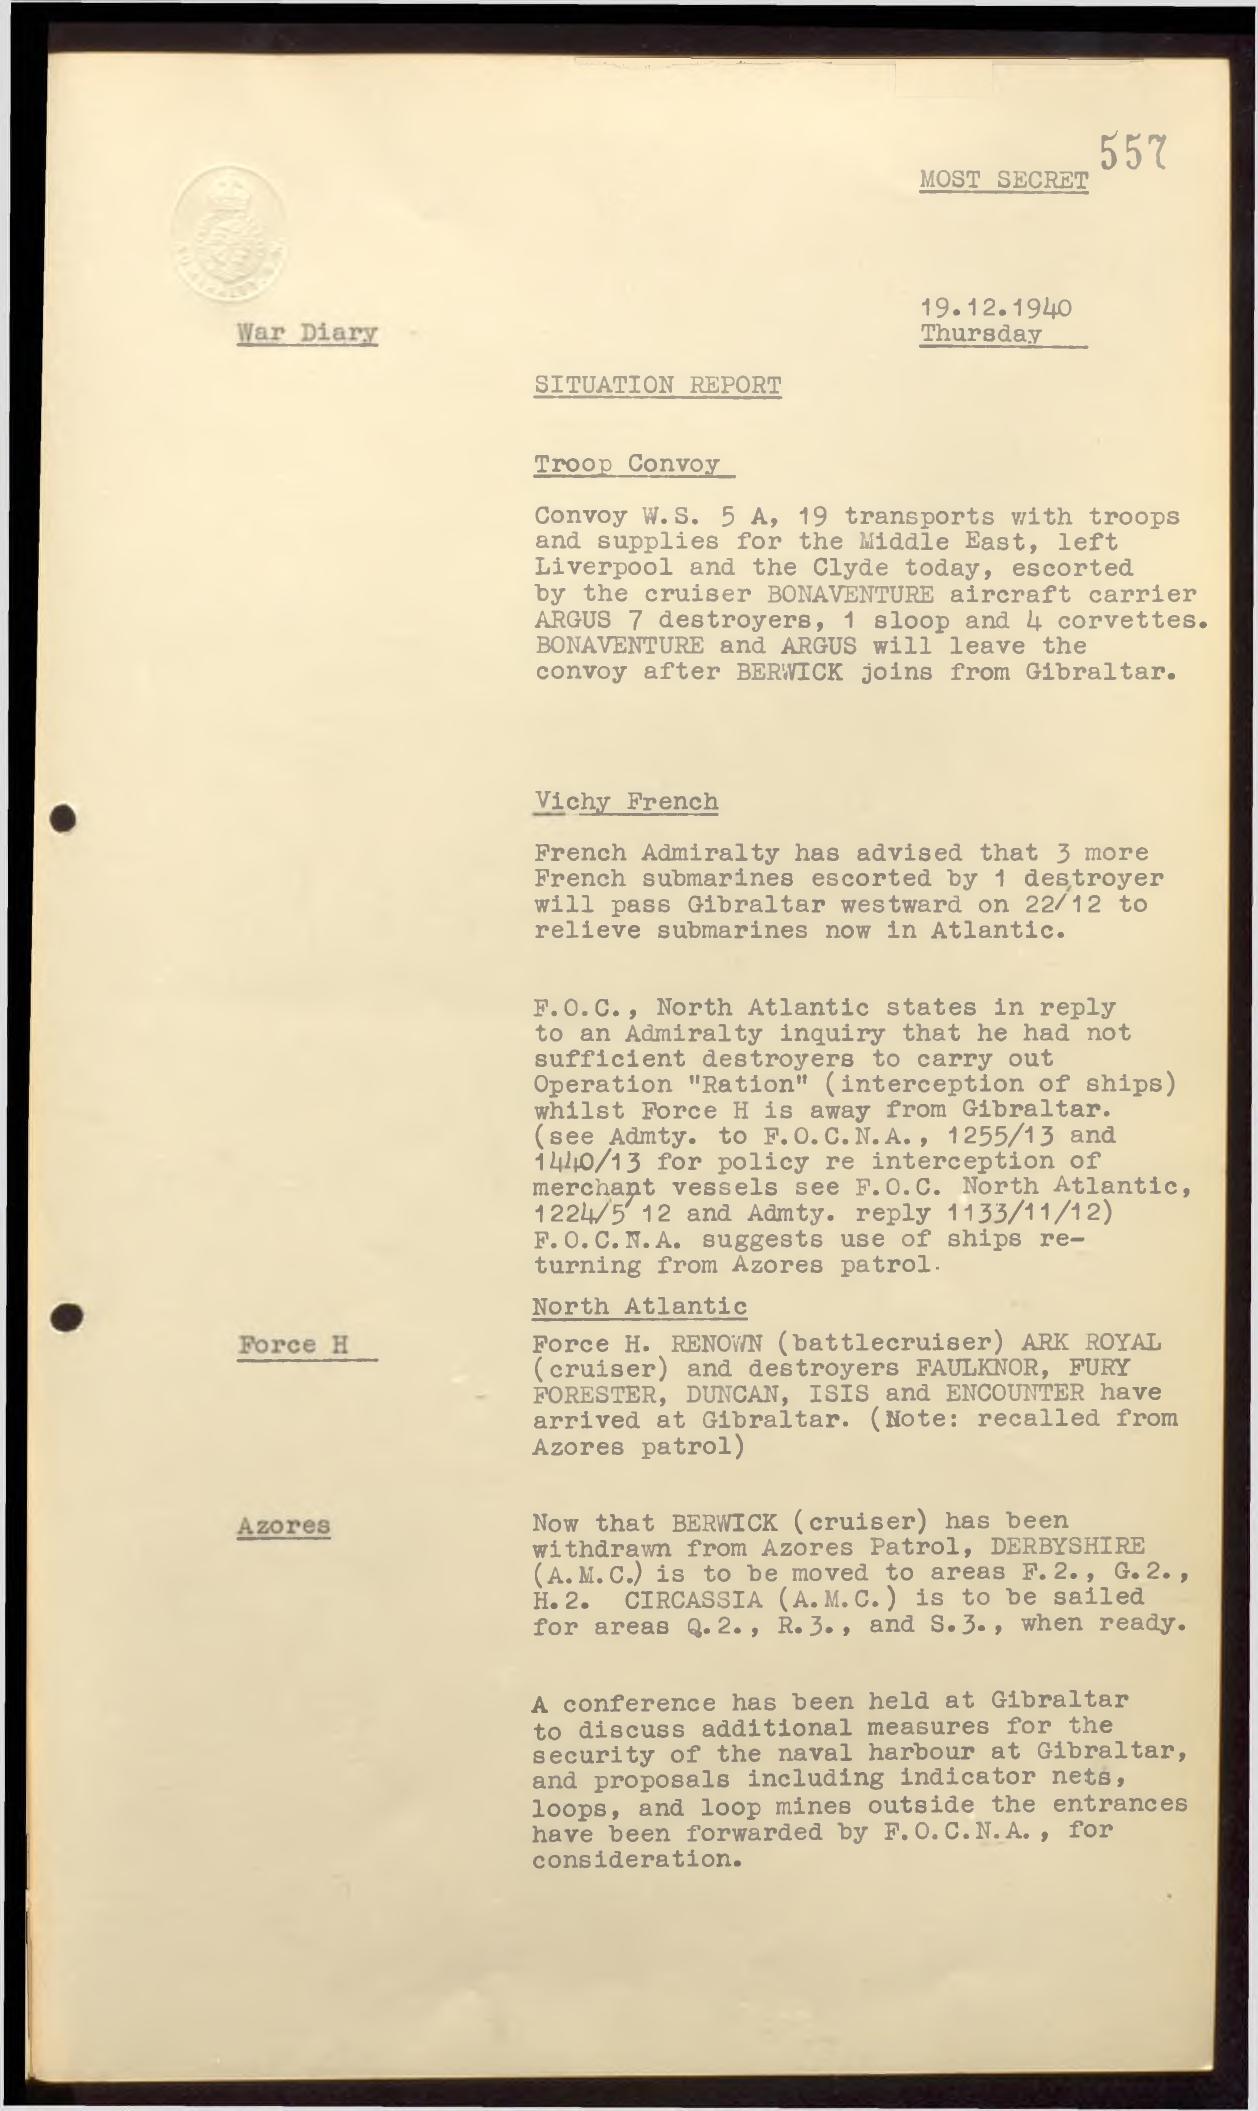 557
MOST SECRET
19.12.1940
War Diary
Thursday
SITUATION REPORT
Troop Convoy
Convoy W.S. 5 A, 19 transports with troops
and supplies for the Middle East, left
Liverpool and the Clyde today, escorted
by the cruiser BONAVENTURE aircraft carrier
ARGUS 7 destroyers, 1 sloop and 4 corvettes.
BONAVENTURE and ARGUS will leave the
convoy after BERWICK joins from Gibraltar.
Vichy French
French Admiralty has advised that 3 more
French submarines escorted by 1 destroyer
will pass Gibraltar westward on 22/12 to
relieve submarines now in Atlantic.
F.O.C., North Atlantic states in reply
to an Admiralty inquiry that he had not
sufficient destroyers to carry out
Operation "Ration" (interception of ships)
whilst Force H is away from Gibraltar.
(see Admty. to F.O.C.N.A., 1255/13 and
1440/13 for policy re interception of
merchant vessels see F.O.C. North Atlantic,
1224/5/12 and Admty. reply 1133/11/12)
F.O.C.N.A. suggests use of ships re-
turning from Azores patrol.
North Atlantic
Force H
Force H. RENOWN (battlecruiser) ARK ROYAL
(cruiser) and destroyers FAULKNOR, FURY
FORESTER, DUNCAN, ISIS and ENCOUNTER have
arrived at Gibraltar. (Note: recalled from
Azores patrol)
Azores
Now that BERWICK (cruiser) has been
withdrawn from Azores Patrol, DERBYSHIRE
(A.M.C.) is to be moved to areas F.2., G.2.,
H.2. CIRCASSIA (A.M.C.) is to be sailed
for areas Q.2., R.3., and S.3., when ready.
A conference has been held at Gibraltar
to discuss additional measures for the
security of the naval harbour at Gibraltar,
and proposals including indicator nets,
loops, and loop mines outside the entrances
have been forwarded by F.O.C.N.A., for
consideration.